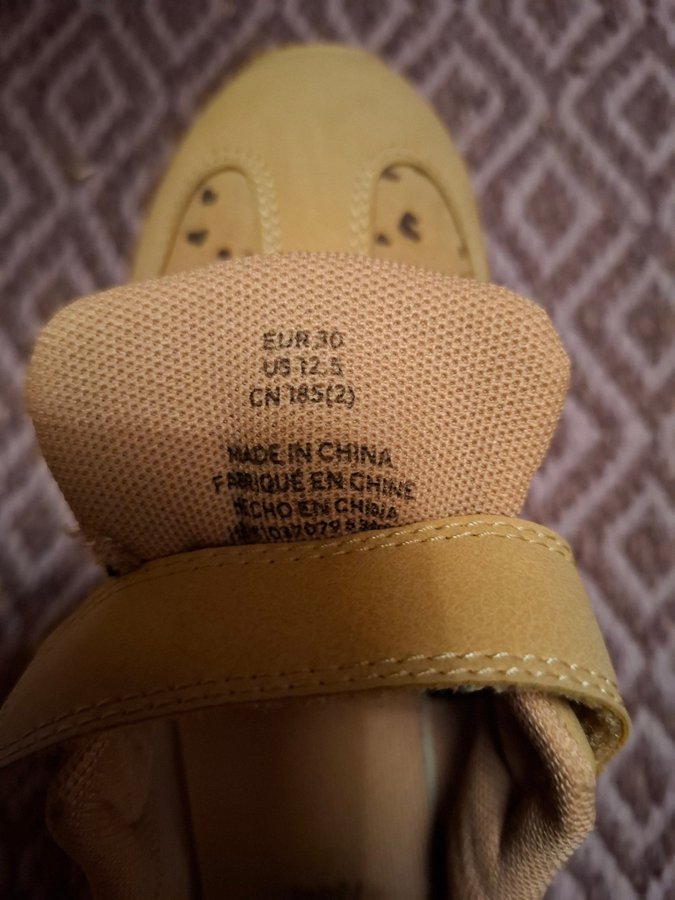 EUR 30
US 12.5
CN 185(2)
MADE IN CHINA
FABRIQUÉ EN CHINE
HECHO EN CHINA